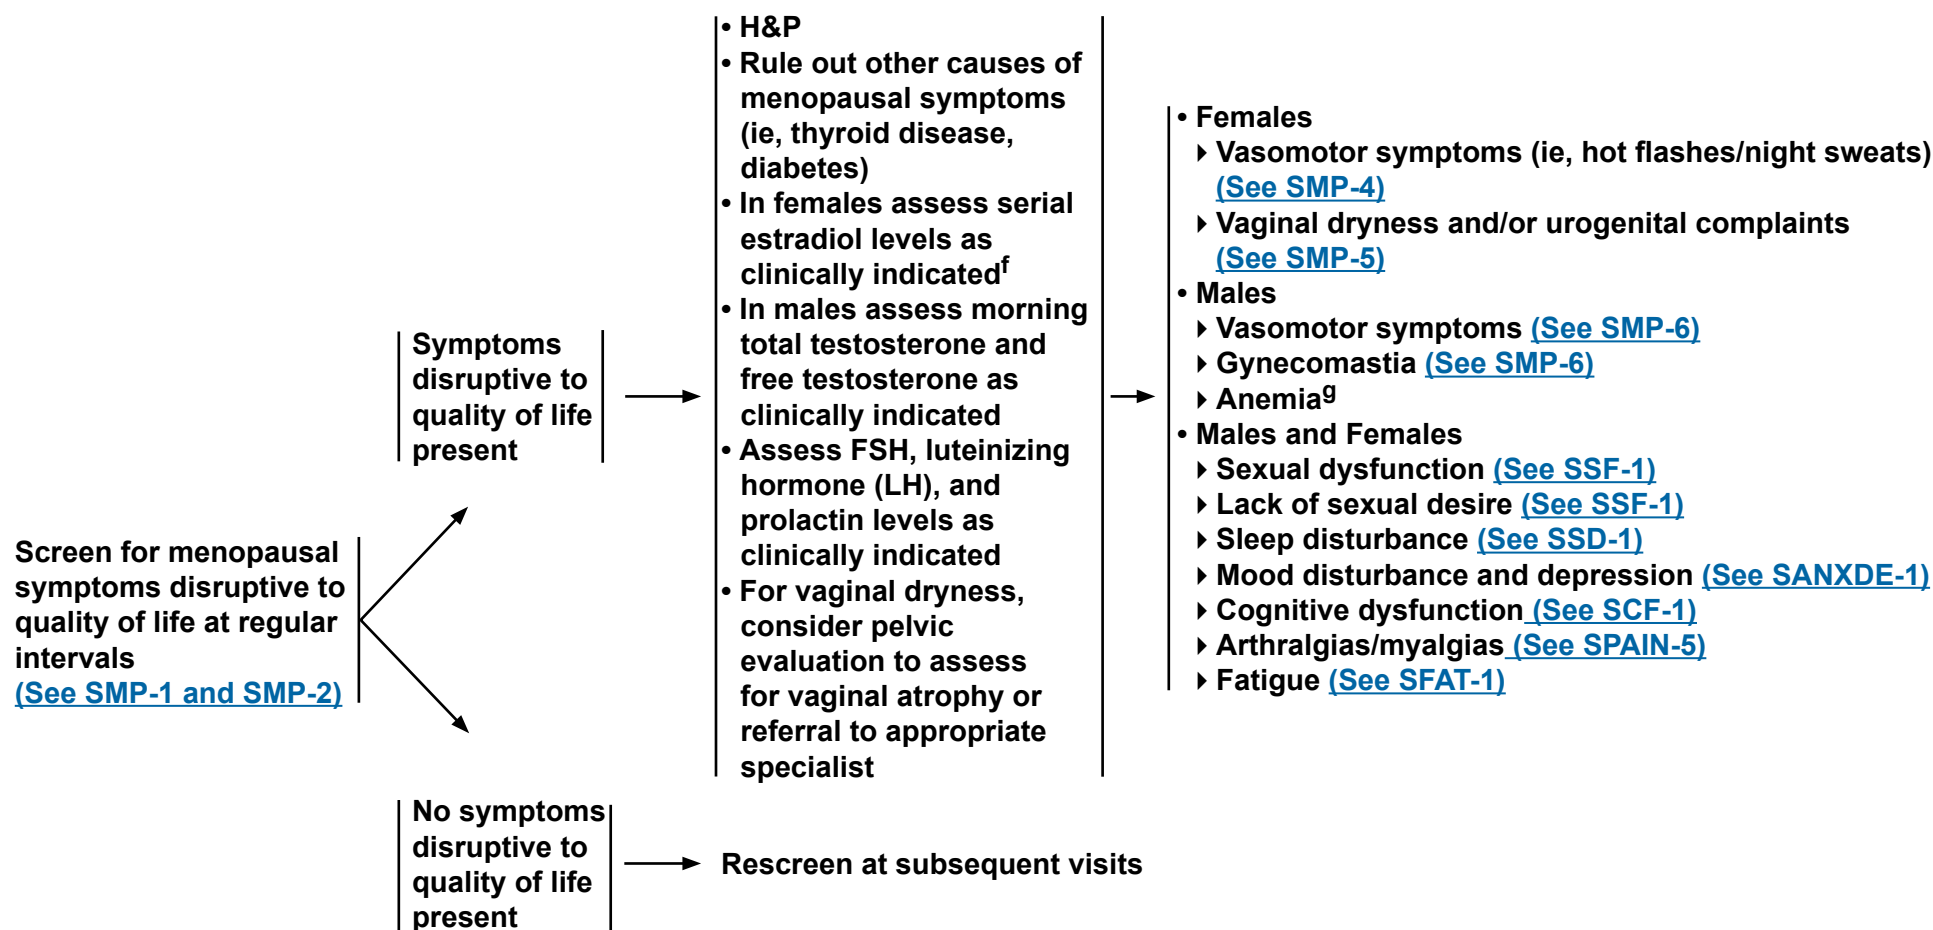 Screen for menopausal
symptoms disruptive to
quality of life at regular
intervals
(See SMP-1 and SMP-2)
Symptoms
disruptive to
quality of life
present
• H&P
• Rule out other causes of
menopausal symptoms
(ie, thyroid disease,
diabetes)
• In females assess serial
estradiol levels as
clinically indicatedf
• In males assess morning
total testosterone and
free testosterone as
clinically indicated
• Assess FSH, luteinizing
hormone (LH), and
prolactin levels as
clinically indicated
• For vaginal dryness,
consider pelvic
evaluation to assess
for vaginal atrophy or
referral to appropriate
specialist
• Females
Vasomotor symptoms (ie, hot flashes/night sweats)
(See SMP-4)
Vaginal dryness and/or urogenital complaints
(See SMP-5)
• Males
Vasomotor symptoms (See SMP-6)
Gynecomastia (See SMP-6)
Anemiag
• Males and Females
Sexual dysfunction (See SSF-1)
Lack of sexual desire (See SSF-1)
Sleep disturbance (See SSD-1)
Mood disturbance and depression (See SANXDE-1)
Cognitive dysfunction (See SCF-1)
Arthralgias/myalgias (See SPAIN-5)
Fatigue (See SFAT-1)
No symptoms
disruptive to
quality of life
present
Rescreen at subsequent visits